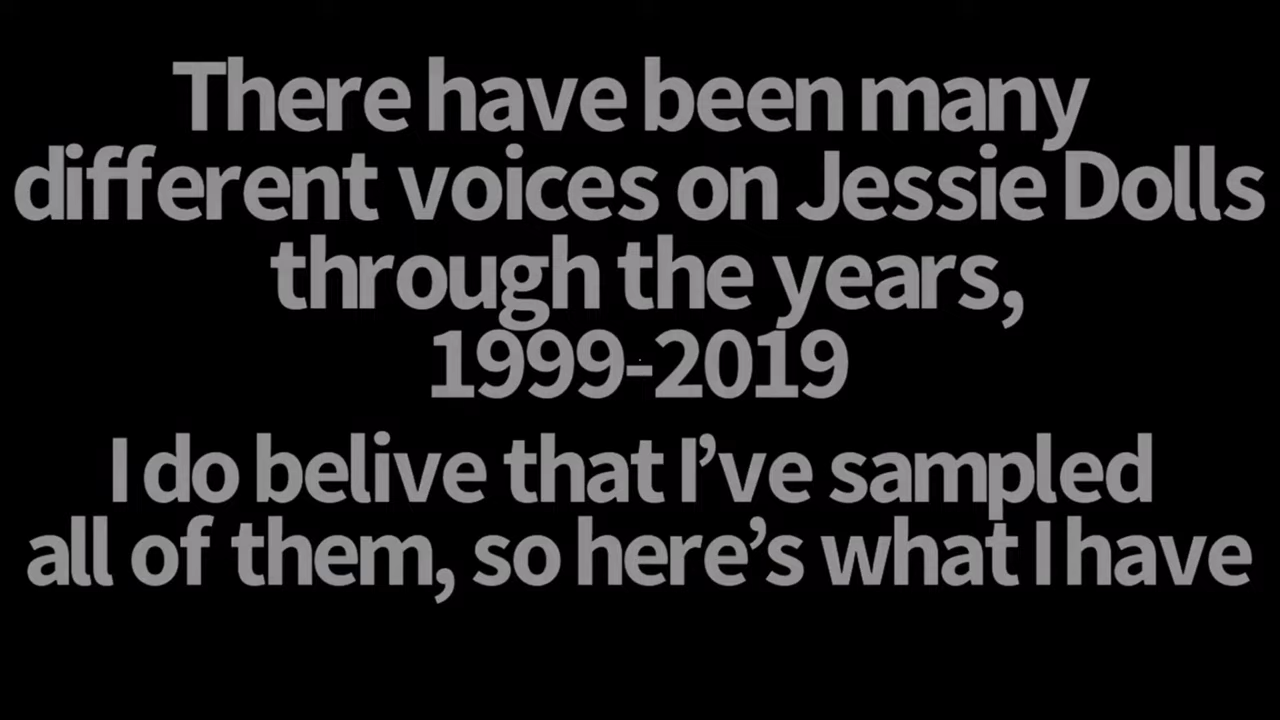 There have been many
different voices on Jessie Dolls
through the years,
1999-2019
I do belive that I’ve sampled
all of them, so here’s what I have